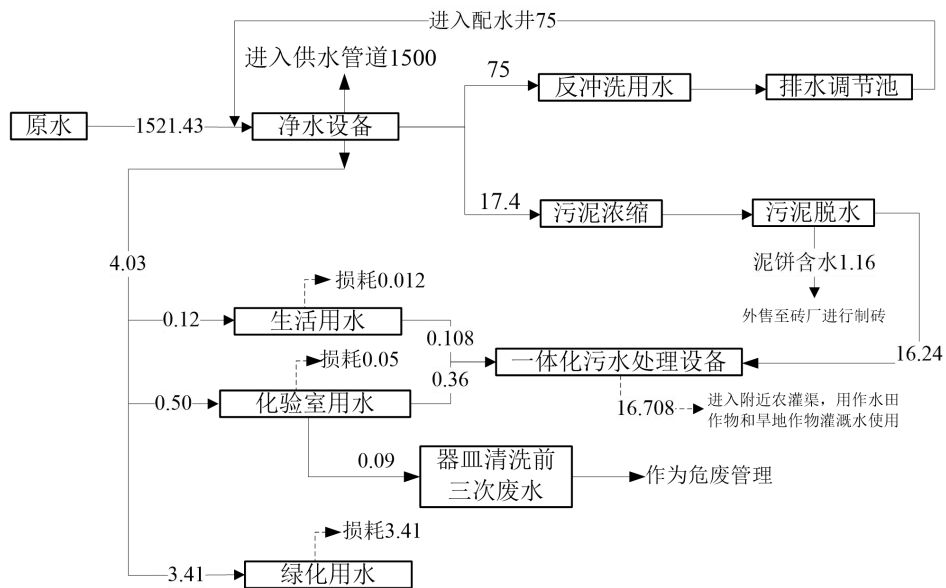 进入配水井75
进入供水管道1500
75
反冲洗用水
排水调节池
原水
1521.43
净水设备
17.4
污泥浓缩
污泥脱水
4.03
泥饼含水1.16
外售至砖厂进行制砖
损耗0.012
0.12
生活用水
0.108
16.24
损耗0.05
一体化污水处理设备
0.36
0.50
化验室用水
16.708
进入附近农灌渠，用作水田
作物和旱地作物灌溉水使用
0.09
器皿清洗前
三次废水
作为危废管理
损耗3.41
3.41
绿化用水